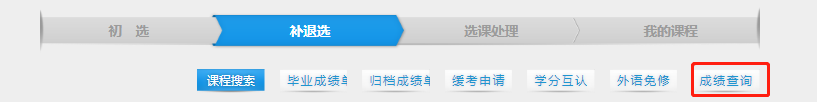 初 选 补退选 选课处理 我的课程
课程搜索 毕业成绩单 归档成绩单 缓考申请 学分互认 外语免修 成绩查询